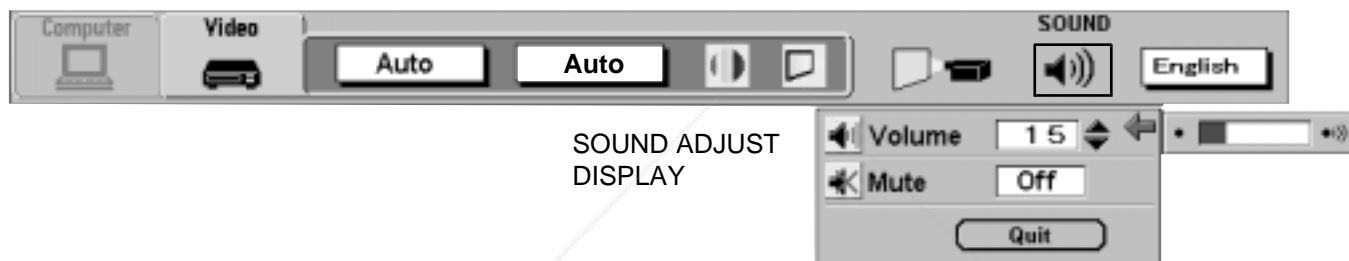 Computer
Video
SOUND
Auto
Auto
English
SOUND ADJUST
DISPLAY
Volume 15
Mute Off
Quit